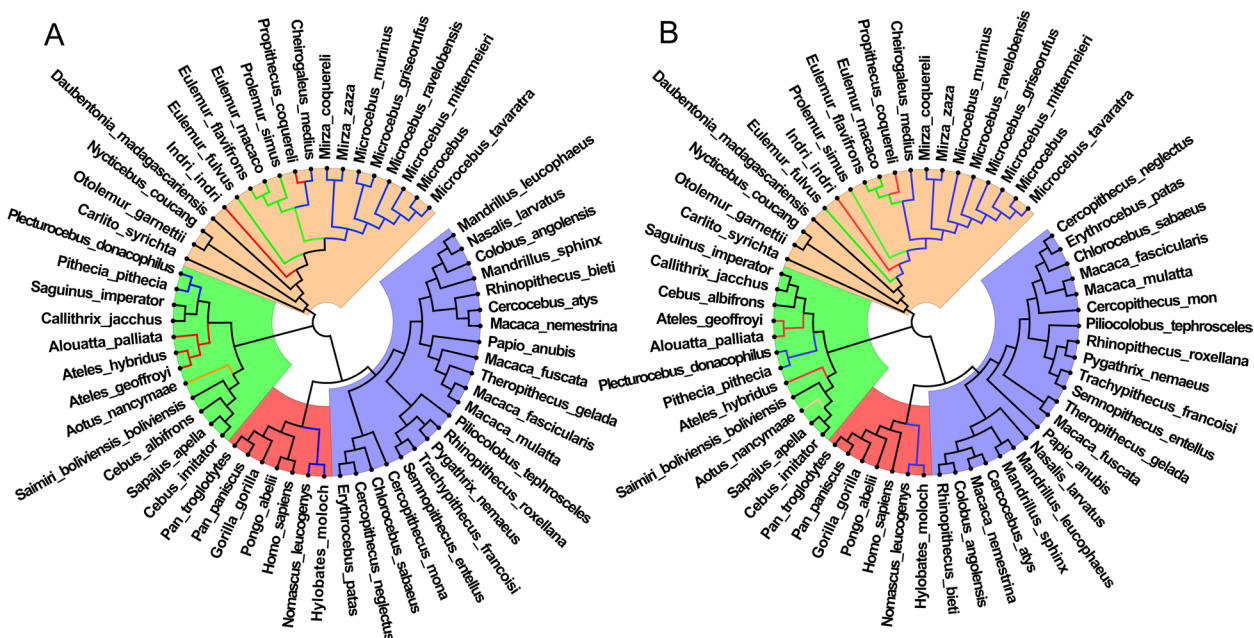 A
Daubentonia_madagascariensis
Nycticebus_coucang
Otolemur_garnettii
Carlito_syrichta
Plecturocebus_donacophilus
Pithecia_pithecia
Saguinus_imperator
Callithrix_jacchus
Alouatta_palliata
Ateles_hybridus
Ateles_geoffroyi
Aotus_nancymaae
Saimiri_boliviensis
Cebus_albifrons
Sapajus_apella
Cebus_imitator
Pan_troglodytes
Pan_paniscus
Gorilla_gorilla
Pongo_abelii
Homo_sapiens
Nomascus_leucogenys
Hylobates_moloch
Erythrocebus_patas
Cercopithecus_neglectus
Chlorocebus_sabaeus
Cercopithecus_mona
Semnopithecus_entellus
Trachypithecus_francoisi
Pygathrix_nemaeus
Rhinopithecus_roxellana
Piliocolobus_tephrosceles
Macaca_mulatta
Macaca_fascicularis
Theropithecus_gelada
Macaca_fuscata
Papio_anubis
Macaca_nemestrina
Cercocebus_atys
Rhinopithecus_bieti
Mandrillus_sphinx
Colobus_angolensis
Nasalis_larvatus
Mandrillus_leucophaeus
Microcebus_tavaratra
Microcebus
Microcebus_mittermeieri
Microcebus_ravelobensis
Microcebus_griseorufus
Microcebus_murinus
Mirza_zaza
Mirza_coquereli
Cheirogaleus_medius
Propithecus_coquereli
Prolemur_simus
Eulemur_macaco
Eulemur_flavifrons
Eulemur_fulvus
Indri_indri
B
Daubentonia_madagascariensis
Nycticebus_coucang
Otolemur_garnettii
Carlito_syrichta
Saguinus_imperator
Callithrix_jacchus
Cebus_albifrons
Ateles_geoffroyi
Alouatta_palliata
Plecturocebus_donacophilus
Pithecia_pithecia
Ateles_hybridus
Saimiri_boliviensis
Aotus_nancymaae
Sapajus_apella
Cebus_imitator
Pan_troglodytes
Pan_paniscus
Gorilla_gorilla
Pongo_abelii
Homo_sapiens
Nomascus_leucogenys
Hylobates_moloch
Rhinopithecus_bieti
Colobus_angolensis
Macaca_nemestrina
Cercocebus_atys
Mandrillus_sphinx
Mandrillus_leucophaeus
Nasalis_larvatus
Papio_anubis
Macaca_fuscata
Theropithecus_gelada
Semnopithecus_entellus
Trachypithecus_francoisi
Pygathrix_nemaeus
Rhinopithecus_roxellana
Piliocolobus_tephrosceles
Cercopithecus_mon
Macaca_mulatta
Macaca_fascicularis
Chlorocebus_sabaeus
Erythrocebus_patas
Cercopithecus_neglectus
Microcebus_tavaratra
Microcebus
Microcebus_mittermeieri
Microcebus_griseorufus
Microcebus_ravelobensis
Microcebus_murinus
Mirza_zaza
Mirza_coquereli
Cheirogaleus_medius
Propithecus_coquereli
Eulemur_macaco
Eulemur_flavifrons
Prolemur_simus
Indri_indri
Eulemur_fulvus